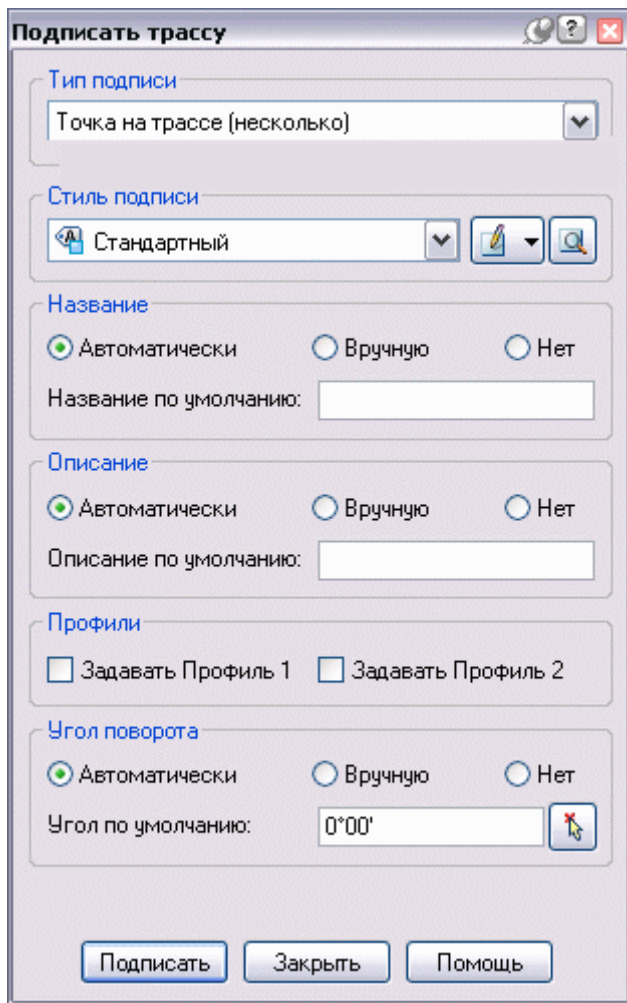 Подписать трассу
Тип подписи
Точка на трассе (несколько)
Стиль подписи
Стандартный
Название
Автоматически Вручную Нет
Название по умолчанию:
Описание
Автоматически Вручную Нет
Описание по умолчанию:
Профили
Задавать Профиль 1 Задавать Профиль 2
Угол поворота
Автоматически Вручную Нет
Угол по умолчанию: 0°00'
Подписать Закрыть Помощь